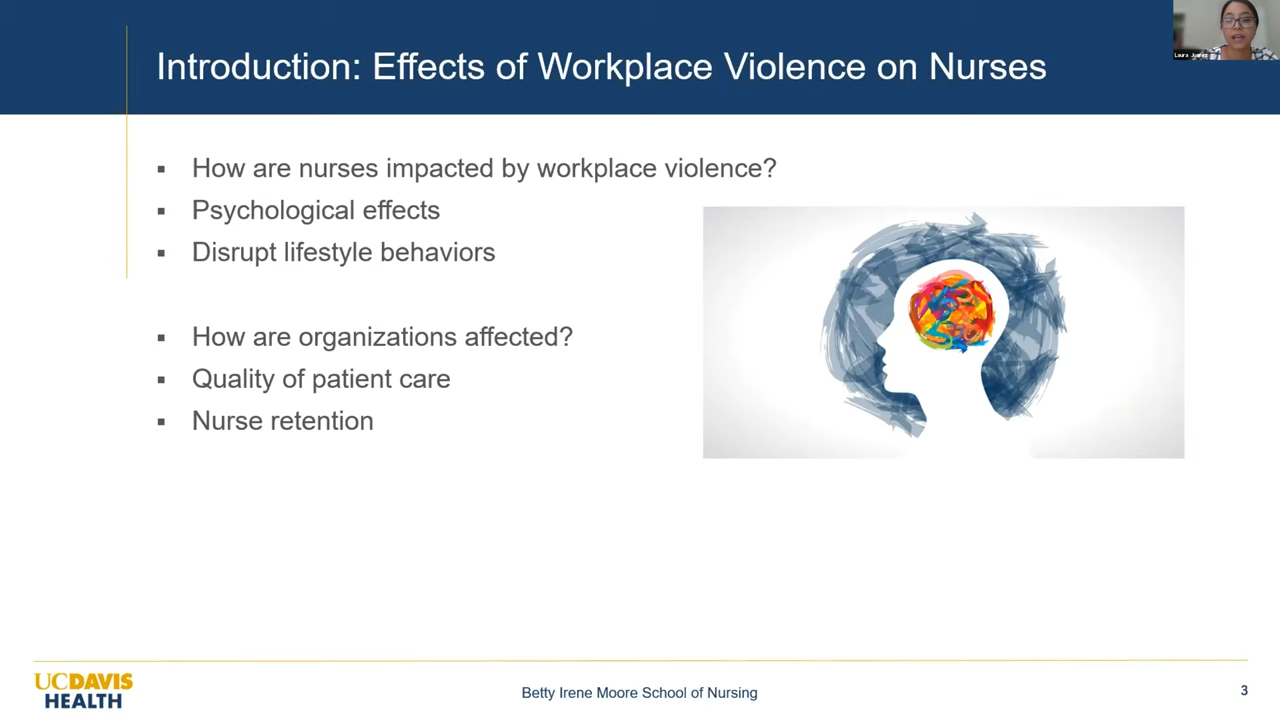 Introduction: Effects of Workplace Violence on Nurses
Laura Juarez
▪ How are nurses impacted by workplace violence?
▪ Psychological effects
▪ Disrupt lifestyle behaviors
▪ How are organizations affected?
▪ Quality of patient care
▪ Nurse retention
UCDAVIS
HEALTH
Betty Irene Moore School of Nursing
3